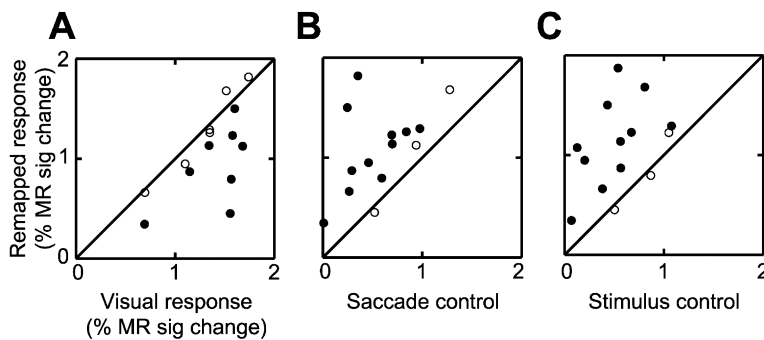 A
B
C
Remapped response
(% MR sig change)
2
1
0
0 1 2
0 1 2
0 1 2
Visual response
(% MR sig change)
Saccade control
Stimulus control